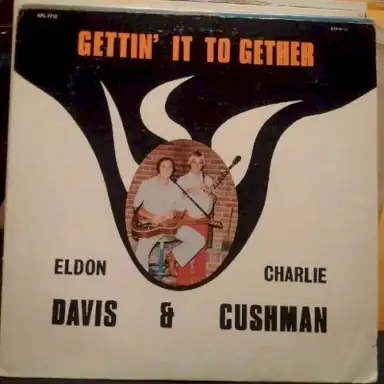 GETTIN' IT TO GETHER
ELDON CHARLIE
DAVIS & CUSHMAN